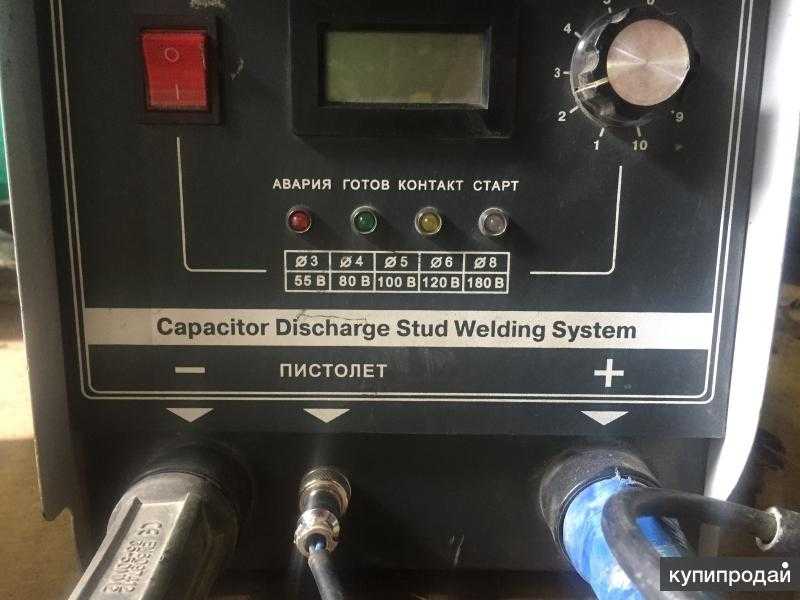 I
O
4
3
2
1
10
9
АВАРИЯ ГОТОВ КОНТАКТ СТАРТ
Ø3 Ø4 Ø5 Ø6 Ø8
55 В 80 В 100 В 120 В 180 В
Capacitor Discharge Stud Welding System
− ПИСТОЛЕТ +
купипродай